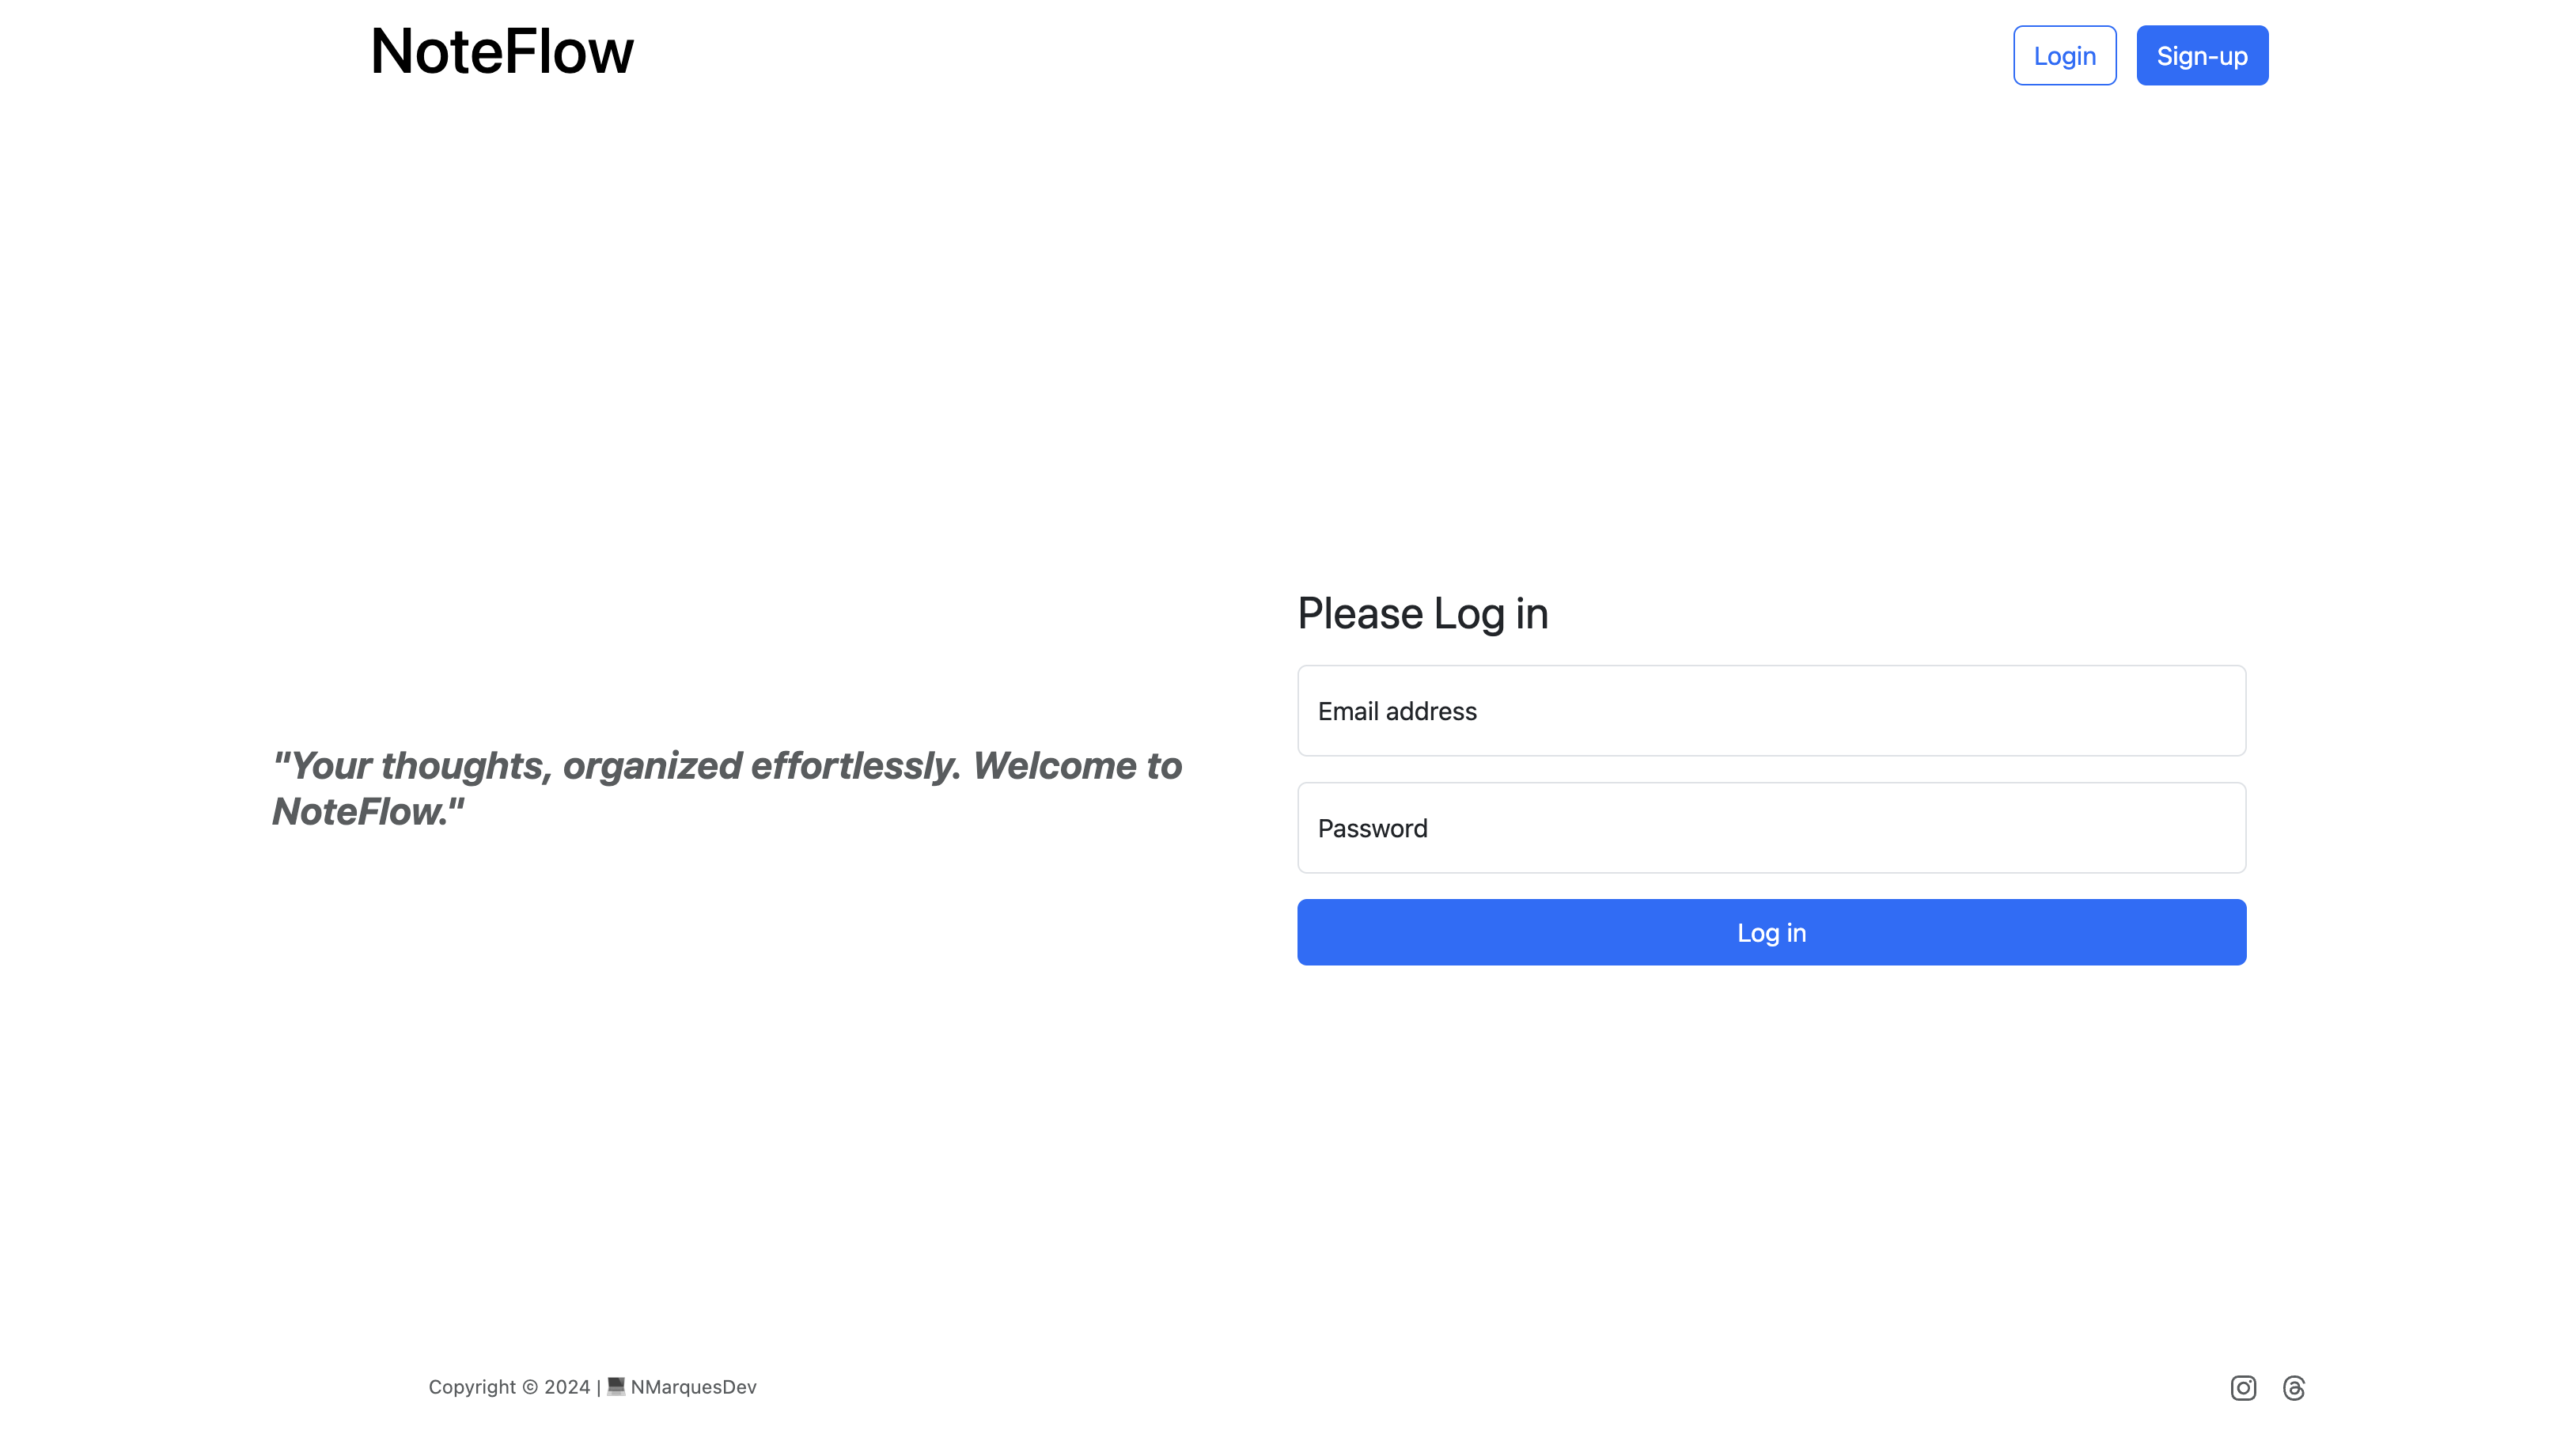 NoteFlow
Login
Sign-up
Please Log in
Email address
"Your thoughts, organized effortlessly. Welcome to
NoteFlow."
Password
Log in
Copyright © 2024 | 💻 NMarquesDev